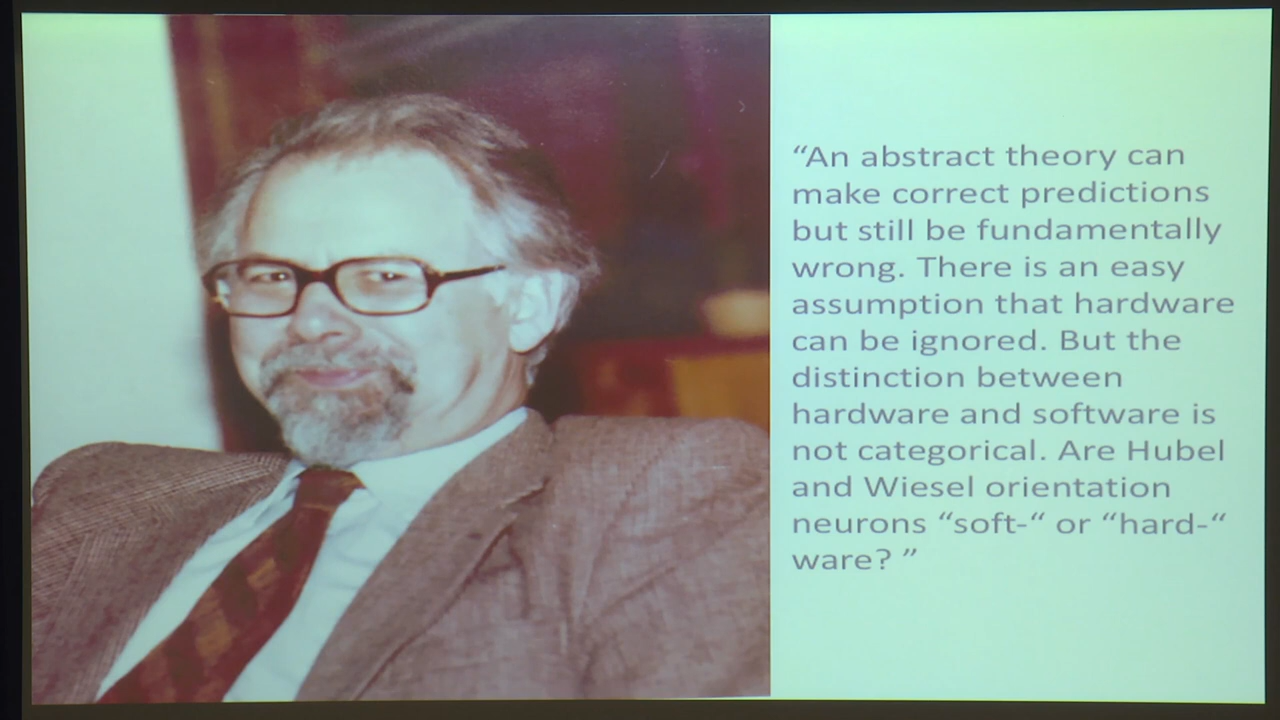 “An abstract theory can
make correct predictions
but still be fundamentally
wrong. There is an easy
assumption that hardware
can be ignored. But the
distinction between
hardware and software is
not categorical. Are Hubel
and Wiesel orientation
neurons “soft-“ or “hard-“
ware? ”